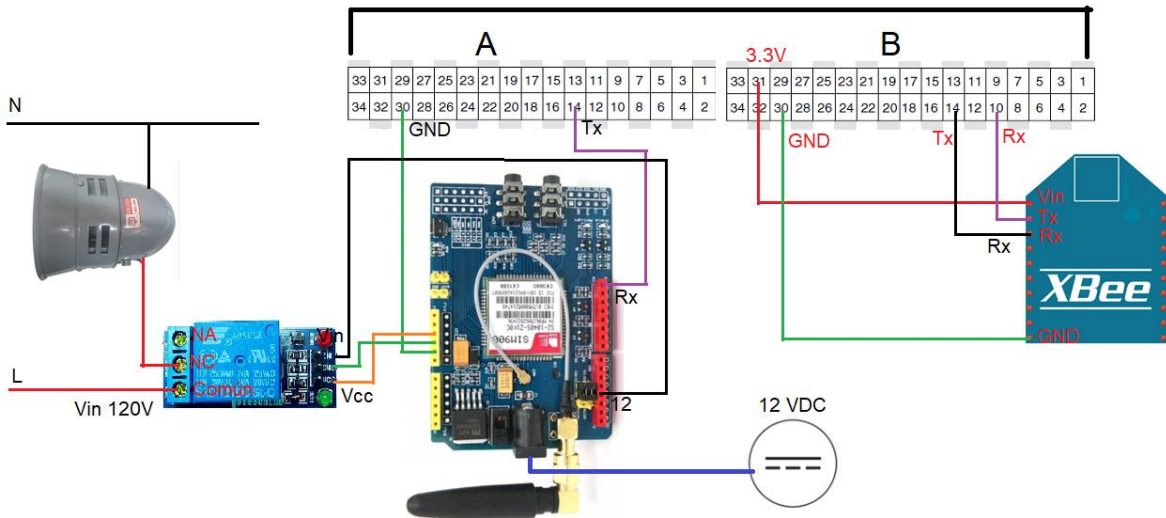 A
B
3.3V
33 31 29 27 25 23 21 19 17 15 13 11 9 7 5 3 1
34 32 30 28 26 24 22 20 18 16 14 12 10 8 6 4 2
33 31 29 27 25 23 21 19 17 15 13 11 9 7 5 3 1
34 32 30 28 26 24 22 20 18 16 14 12 10 8 6 4 2
N
GND
Tx
GND
Tx
Rx
Vin
Tx
Rx
Rx
XBee
GND
Rx
SIM900
NA
NC
Comun
Vin
Vcc
L
Vin 120V
12
12 VDC